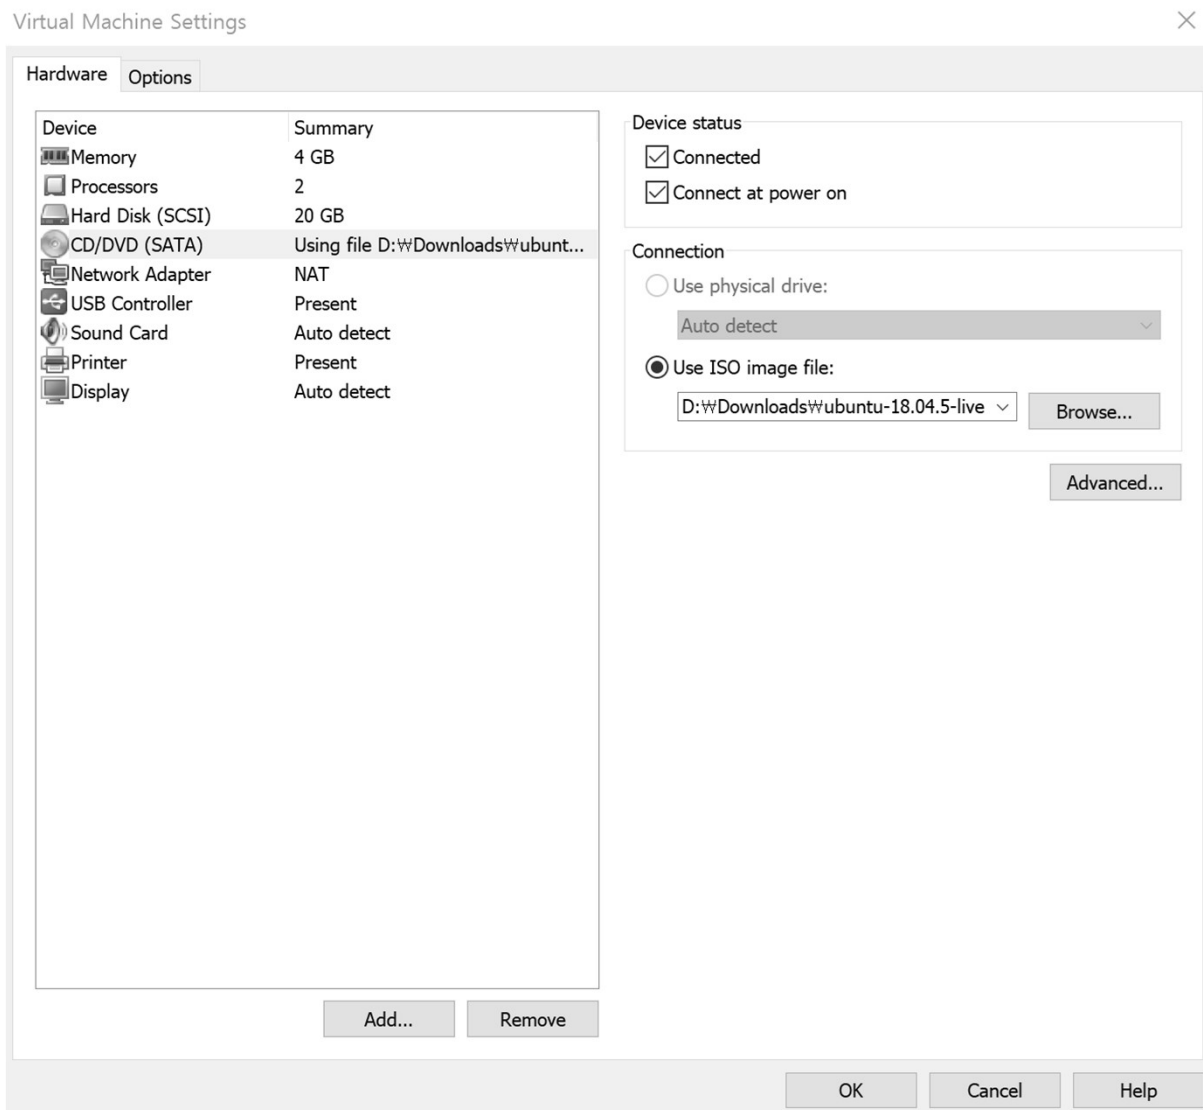 Virtual Machine Settings
Hardware Options
Device Summary
Memory 4 GB
Processors 2
Hard Disk (SCSI) 20 GB
CD/DVD (SATA) Using file D:₩Downloads₩ubunt...
Network Adapter NAT
USB Controller Present
Sound Card Auto detect
Printer Present
Display Auto detect
Add... Remove
Device status
Connected
Connect at power on
Connection
Use physical drive:
Auto detect
Use ISO image file:
D:₩Downloads₩ubuntu-18.04.5-live
Browse...
Advanced...
OK Cancel Help